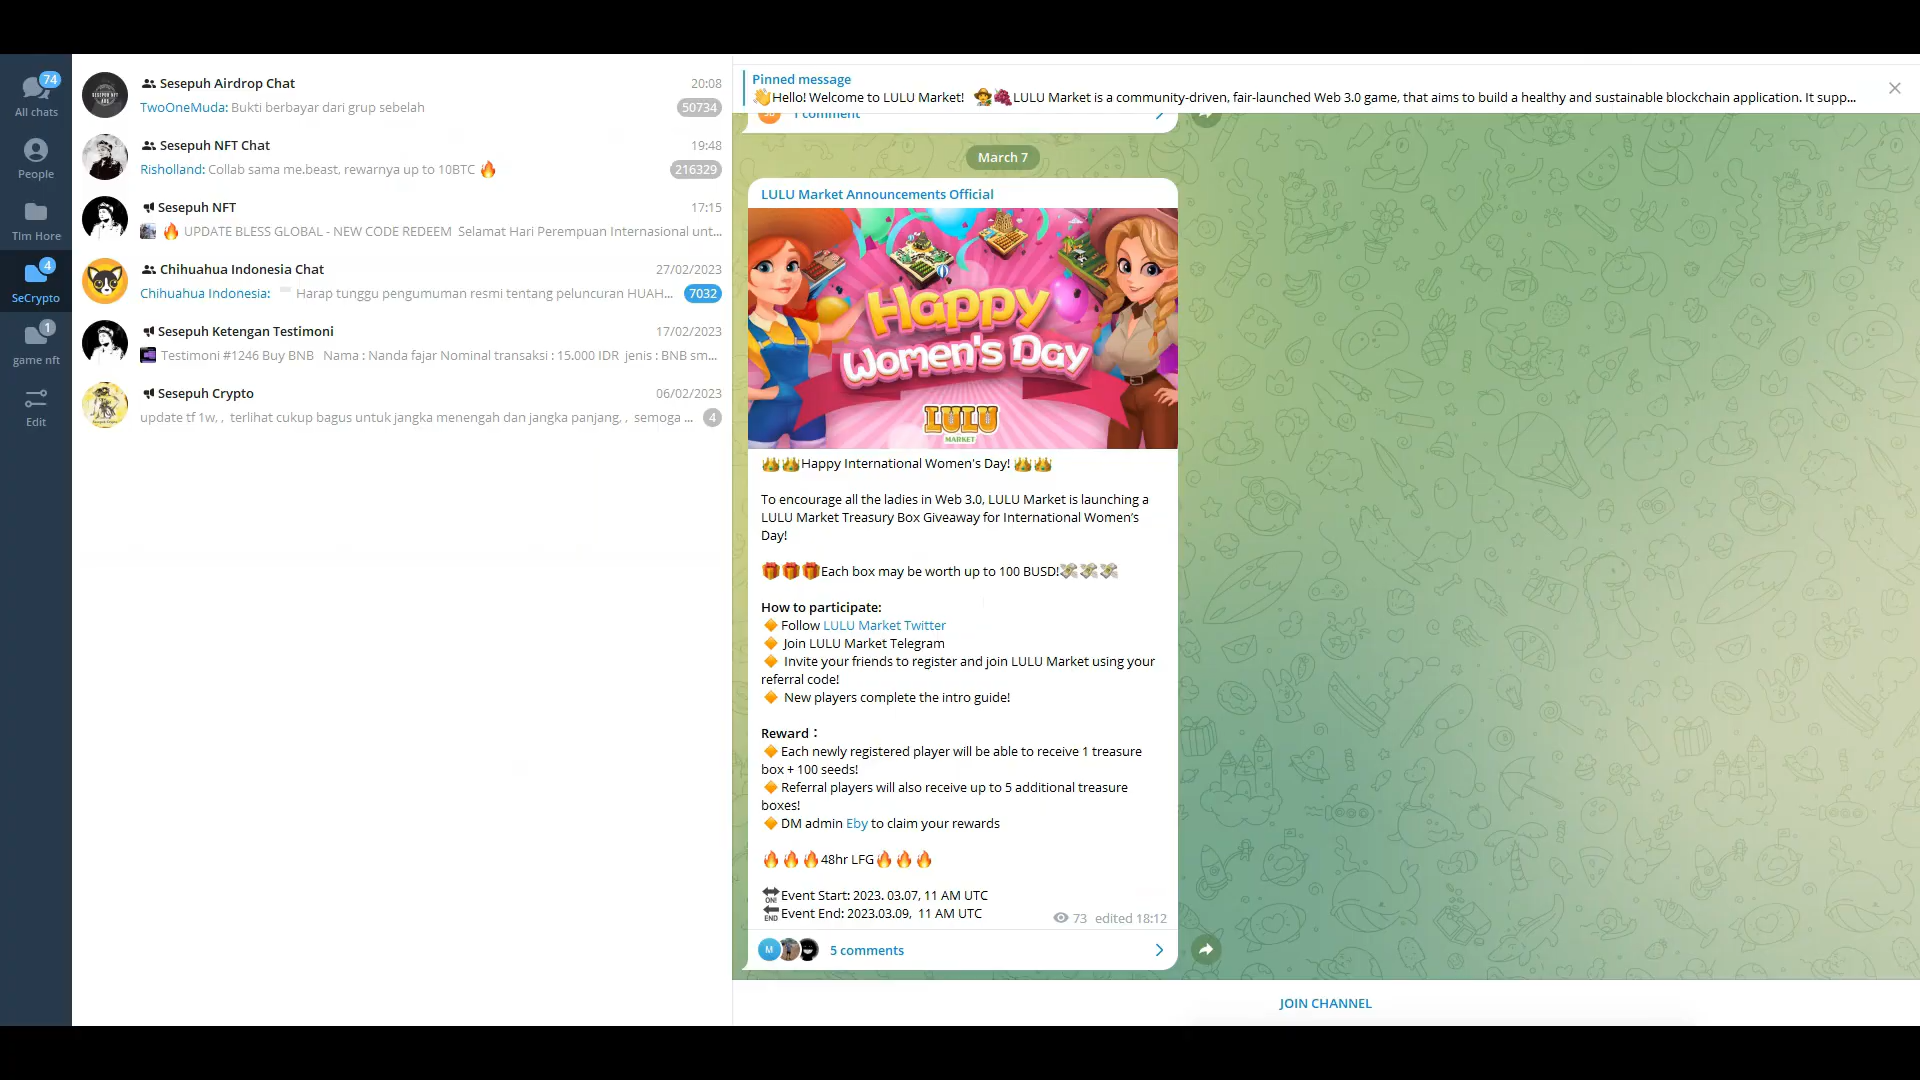 74
All chats
People
TIm Hore
4
SeCrypto
1
game nft
Edit
Sesepuh Airdrop Chat 20:08
TwoOneMuda: Bukti berbayar dari grup sebelah 50734
Sesepuh NFT Chat 19:48
Risholland: Collab sama me.beast, rewarnya up to 10BTC 🔥 216329
Sesepuh NFT 17:15
🔥 UPDATE BLESS GLOBAL - NEW CODE REDEEM Selamat Hari Perempuan Internasional unt...
Chihuahua Indonesia Chat 27/02/2023
Chihuahua Indonesia: Harap tunggu pengumuman resmi tentang peluncuran HUAH... 7032
Sesepuh Ketengan Testimoni 17/02/2023
Testimoni #1246 Buy BNB Nama : Nanda fajar Nominal transaksi : 15.000 IDR jenis : BNB sm...
Sesepuh Crypto 06/02/2023
update tf 1w, , terlihat cukup bagus untuk jangka menengah dan jangka panjang, , semoga ... 4
Pinned message
👋Hello! Welcome to LULU Market! 🧑‍🌾🍇LULU Market is a community-driven, fair-launched Web 3.0 game, that aims to build a healthy and sustainable blockchain application. It supp...
1 comment
March 7
LULU Market Announcements Official
Happy
Women's Day
LULU
MARKET
👑👑Happy International Women's Day! 👑👑
To encourage all the ladies in Web 3.0, LULU Market is launching a
LULU Market Treasury Box Giveaway for International Women's
Day!
🎁🎁🎁Each box may be worth up to 100 BUSD!💸💸💸
How to participate:
🔶Follow LULU Market Twitter
🔶 Join LULU Market Telegram
🔶 Invite your friends to register and join LULU Market using your
referral code!
🔶 New players complete the intro guide!
Reward：
🔶Each newly registered player will be able to receive 1 treasure
box + 100 seeds!
🔶Referral players will also receive up to 5 additional treasure
boxes!
🔶DM admin Eby to claim your rewards
🔥🔥🔥48hr LFG🔥🔥🔥
🔛Event Start: 2023. 03.07, 11 AM UTC
🔚Event End: 2023.03.09, 11 AM UTC
73 edited 18:12
M
5 comments
JOIN CHANNEL